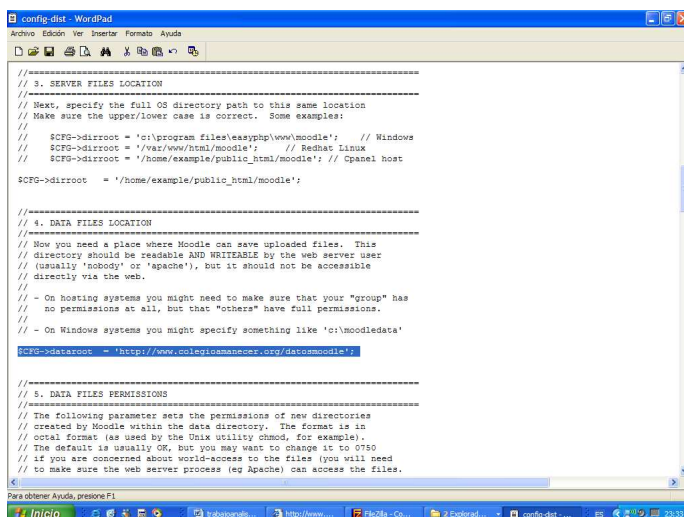 config-dist - WordPad
Archivo Edición Ver Insertar Formato Ayuda
//=========================================================================
// 3. SERVER FILES LOCATION
//=========================================================================
// Next, specify the full OS directory path to this same location
// Make sure the upper/lower case is correct. Some examples:
//
// $CFG->dirroot = 'c:\program files\easyphp\www\moodle'; // Windows
// $CFG->dirroot = '/var/www/html/moodle'; // Redhat Linux
// $CFG->dirroot = '/home/example/public_html/moodle'; // Cpanel host
$CFG->dirroot = '/home/example/public_html/moodle';
//=========================================================================
// 4. DATA FILES LOCATION
//=========================================================================
// Now you need a place where Moodle can save uploaded files. This
// directory should be readable AND WRITEABLE by the web server user
// (usually 'nobody' or 'apache'), but it should not be accessible
// directly via the web.
//
// - On hosting systems you might need to make sure that your "group" has
// no permissions at all, but that "others" have full permissions.
//
// - On Windows systems you might specify something like 'c:\moodledata'
$CFG->dataroot = 'http://www.colegioamanecer.org/datosmoodle';
//=========================================================================
// 5. DATA FILES PERMISSIONS
//=========================================================================
// The following parameter sets the permissions of new directories
// created by Moodle within the data directory. The format is in
// octal format (as used by the Unix utility chmod, for example).
// The default is usually OK, but you may want to change it to 0750
// if you are concerned about world-access to the files (you will need
// to make sure the web server process (eg Apache) can access the files.
Para obtener Ayuda, presione F1
Inicio trabajoanalis... http://www.... FileZilla - Co... 2 Explorad... config-dist - ... ES 23:33